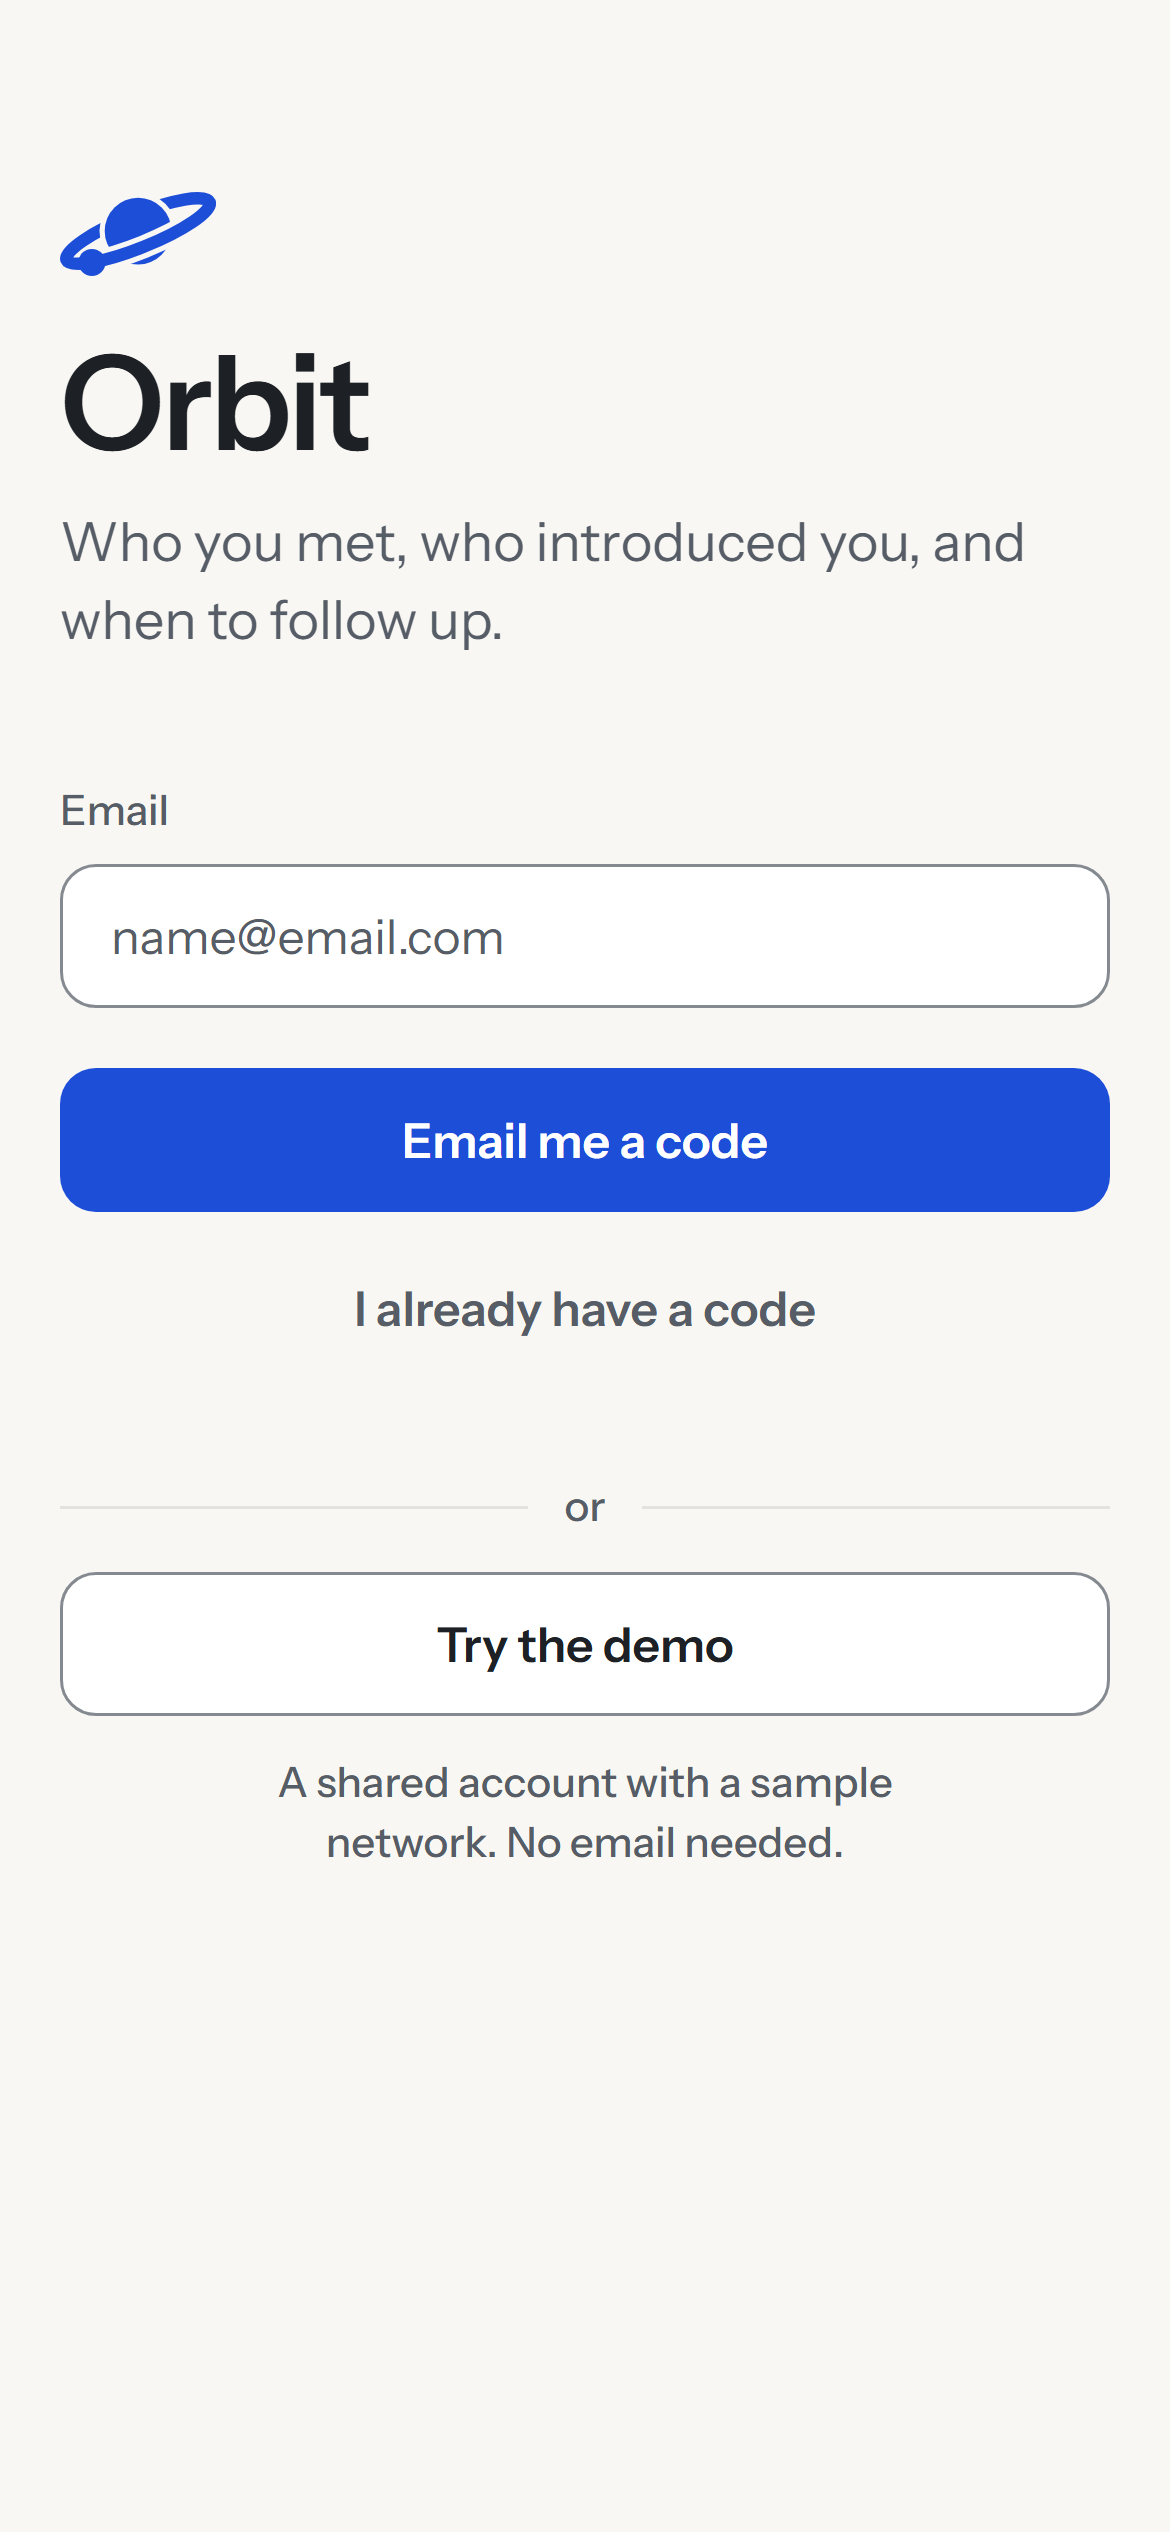 Orbit
Who you met, who introduced you, and
when to follow up.
Email
name@email.com
Email me a code
I already have a code
or
Try the demo
A shared account with a sample
network. No email needed.